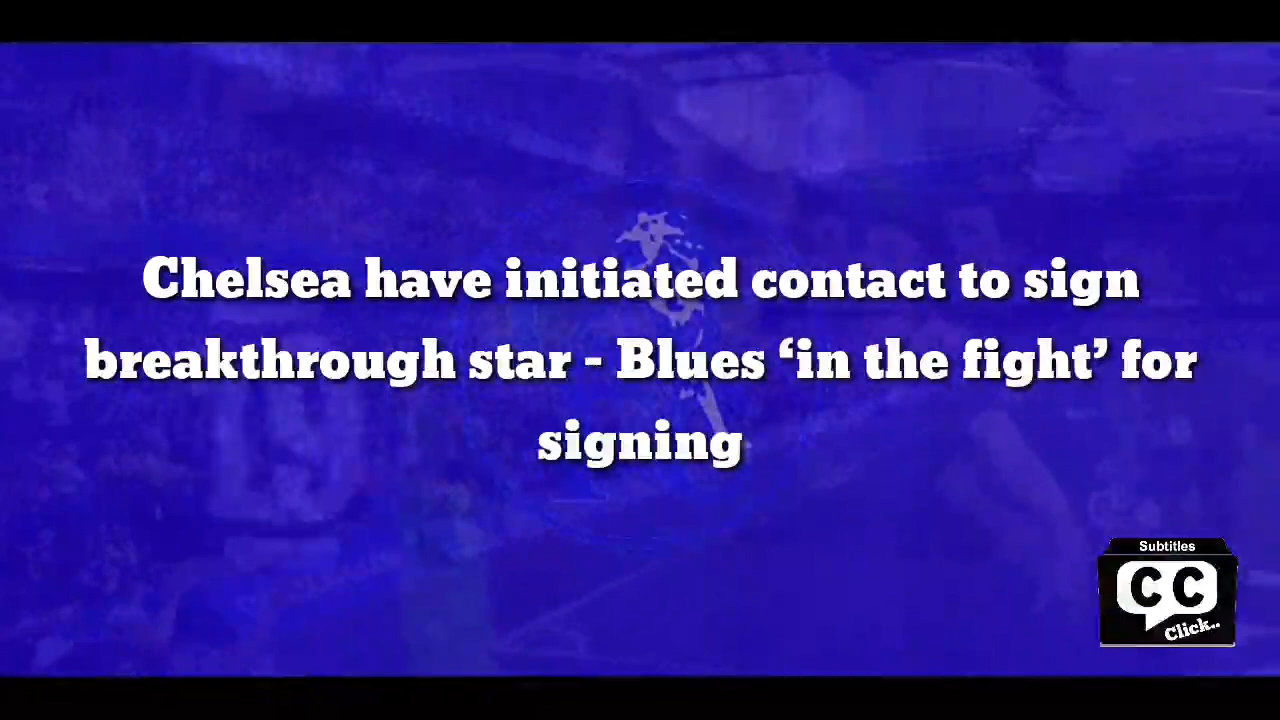 Chelsea have initiated contact to sign
breakthrough star - Blues ‘in the fight’ for
signing
Subtitles
CC
Click..